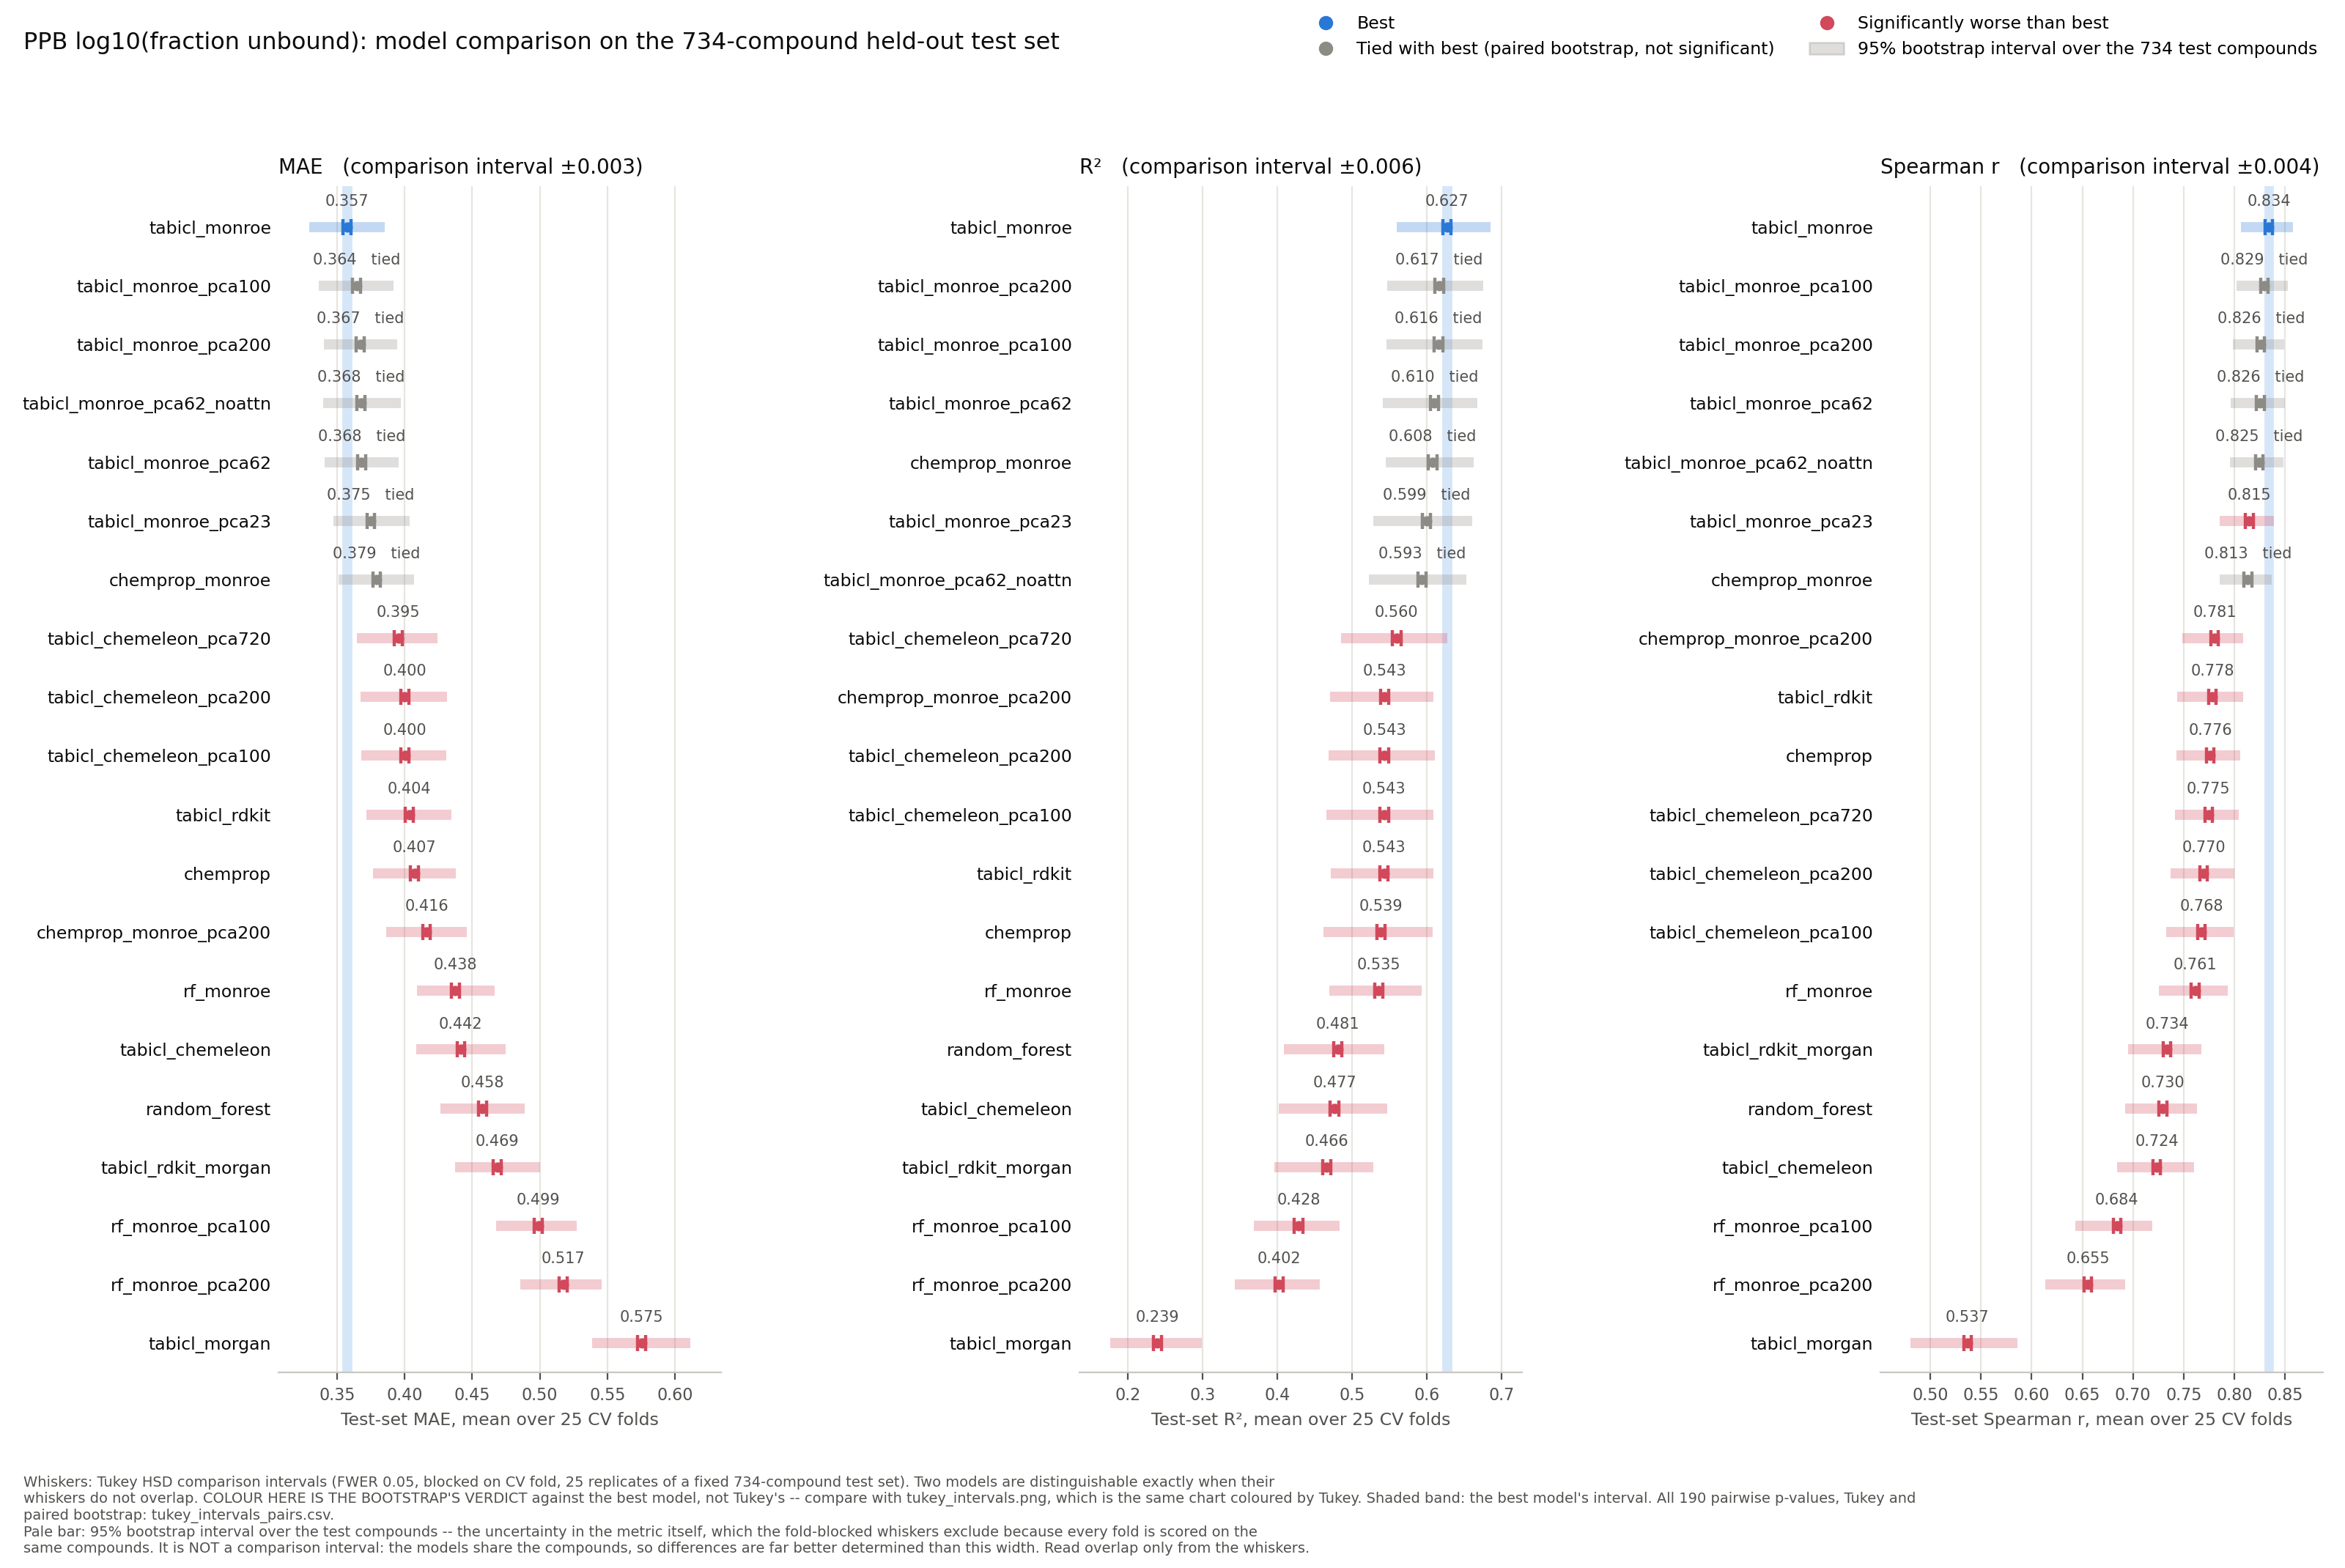 PPB log10(fraction unbound): model comparison on the 734-compound held-out test set
Best
Tied with best (paired bootstrap, not significant)
Significantly worse than best
95% bootstrap interval over the 734 test compounds
MAE (comparison interval ±0.003)
0.357
tabicl_monroe
0.364 tied
tabicl_monroe_pca100
0.367 tied
tabicl_monroe_pca200
0.368 tied
tabicl_monroe_pca62_noattn
0.368 tied
tabicl_monroe_pca62
0.375 tied
tabicl_monroe_pca23
0.379 tied
chemprop_monroe
0.395
tabicl_chemeleon_pca720
0.400
tabicl_chemeleon_pca200
0.400
tabicl_chemeleon_pca100
0.404
tabicl_rdkit
0.407
chemprop
0.416
chemprop_monroe_pca200
0.438
rf_monroe
0.442
tabicl_chemeleon
0.458
random_forest
0.469
tabicl_rdkit_morgan
0.499
rf_monroe_pca100
0.517
rf_monroe_pca200
0.575
tabicl_morgan
0.35 0.40 0.45 0.50 0.55 0.60
Test-set MAE, mean over 25 CV folds
R² (comparison interval ±0.006)
0.627
tabicl_monroe
0.617 tied
tabicl_monroe_pca200
0.616 tied
tabicl_monroe_pca100
0.610 tied
tabicl_monroe_pca62
0.608 tied
chemprop_monroe
0.599 tied
tabicl_monroe_pca23
0.593 tied
tabicl_monroe_pca62_noattn
0.560
tabicl_chemeleon_pca720
0.543
chemprop_monroe_pca200
0.543
tabicl_chemeleon_pca200
0.543
tabicl_chemeleon_pca100
0.543
tabicl_rdkit
0.539
chemprop
0.535
rf_monroe
0.481
random_forest
0.477
tabicl_chemeleon
0.466
tabicl_rdkit_morgan
0.428
rf_monroe_pca100
0.402
rf_monroe_pca200
0.239
tabicl_morgan
0.2 0.3 0.4 0.5 0.6 0.7
Test-set R², mean over 25 CV folds
Spearman r (comparison interval ±0.004)
0.834
tabicl_monroe
0.829 tied
tabicl_monroe_pca100
0.826 tied
tabicl_monroe_pca200
0.826 tied
tabicl_monroe_pca62
0.825 tied
tabicl_monroe_pca62_noattn
0.815
tabicl_monroe_pca23
0.813 tied
chemprop_monroe
0.781
chemprop_monroe_pca200
0.778
tabicl_rdkit
0.776
chemprop
0.775
tabicl_chemeleon_pca720
0.770
tabicl_chemeleon_pca200
0.768
tabicl_chemeleon_pca100
0.761
rf_monroe
0.734
tabicl_rdkit_morgan
0.730
random_forest
0.724
tabicl_chemeleon
0.684
rf_monroe_pca100
0.655
rf_monroe_pca200
0.537
tabicl_morgan
0.50 0.55 0.60 0.65 0.70 0.75 0.80 0.85
Test-set Spearman r, mean over 25 CV folds
Whiskers: Tukey HSD comparison intervals (FWER 0.05, blocked on CV fold, 25 replicates of a fixed 734-compound test set). Two models are distinguishable exactly when their
whiskers do not overlap. COLOUR HERE IS THE BOOTSTRAP'S VERDICT against the best model, not Tukey's -- compare with tukey_intervals.png, which is the same chart coloured by Tukey. Shaded band: the best model's interval. All 190 pairwise p-values, Tukey and
paired bootstrap: tukey_intervals_pairs.csv.
Pale bar: 95% bootstrap interval over the test compounds -- the uncertainty in the metric itself, which the fold-blocked whiskers exclude because every fold is scored on the
same compounds. It is NOT a comparison interval: the models share the compounds, so differences are far better determined than this width. Read overlap only from the whiskers.